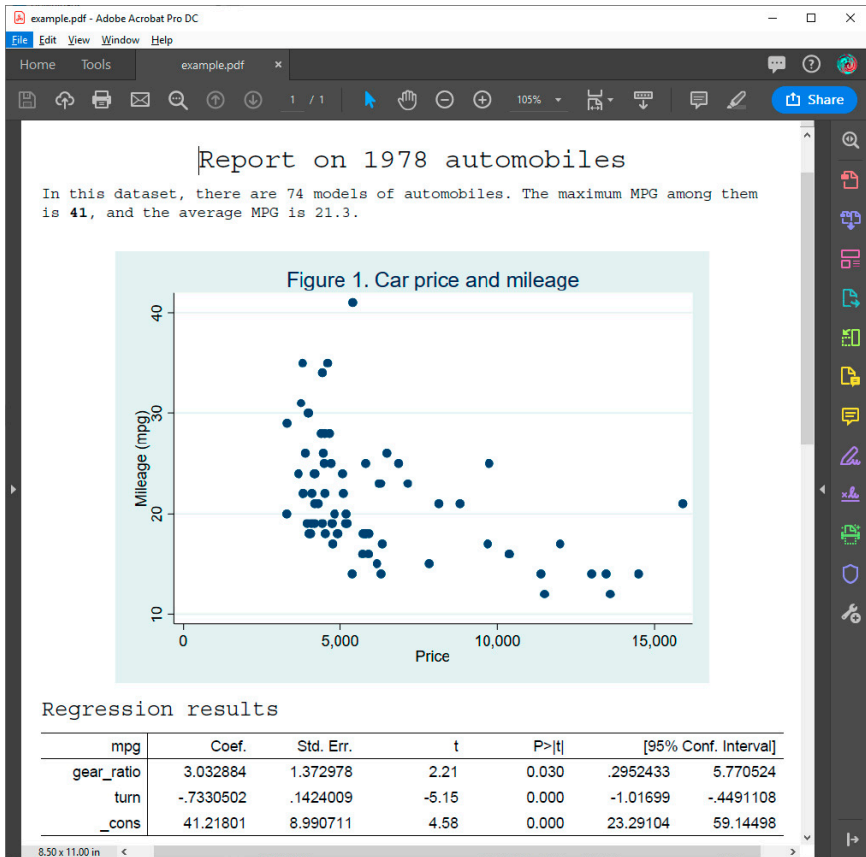 example.pdf - Adobe Acrobat Pro DC
File Edit View Window Help
Home Tools example.pdf ×
1 / 1 105% Share
Report on 1978 automobiles
In this dataset, there are 74 models of automobiles. The maximum MPG among them
is 41, and the average MPG is 21.3.
Figure 1. Car price and mileage
40
30
20
10
Mileage (mpg)
0 5,000 10,000 15,000
Price
Regression results
mpg Coef. Std. Err. t P>|t| [95% Conf. Interval]
gear_ratio 3.032884 1.372978 2.21 0.030 .2952433 5.770524
turn -.7330502 .1424009 -5.15 0.000 -1.01699 -.4491108
_cons 41.21801 8.990711 4.58 0.000 23.29104 59.14498
8.50 x 11.00 in